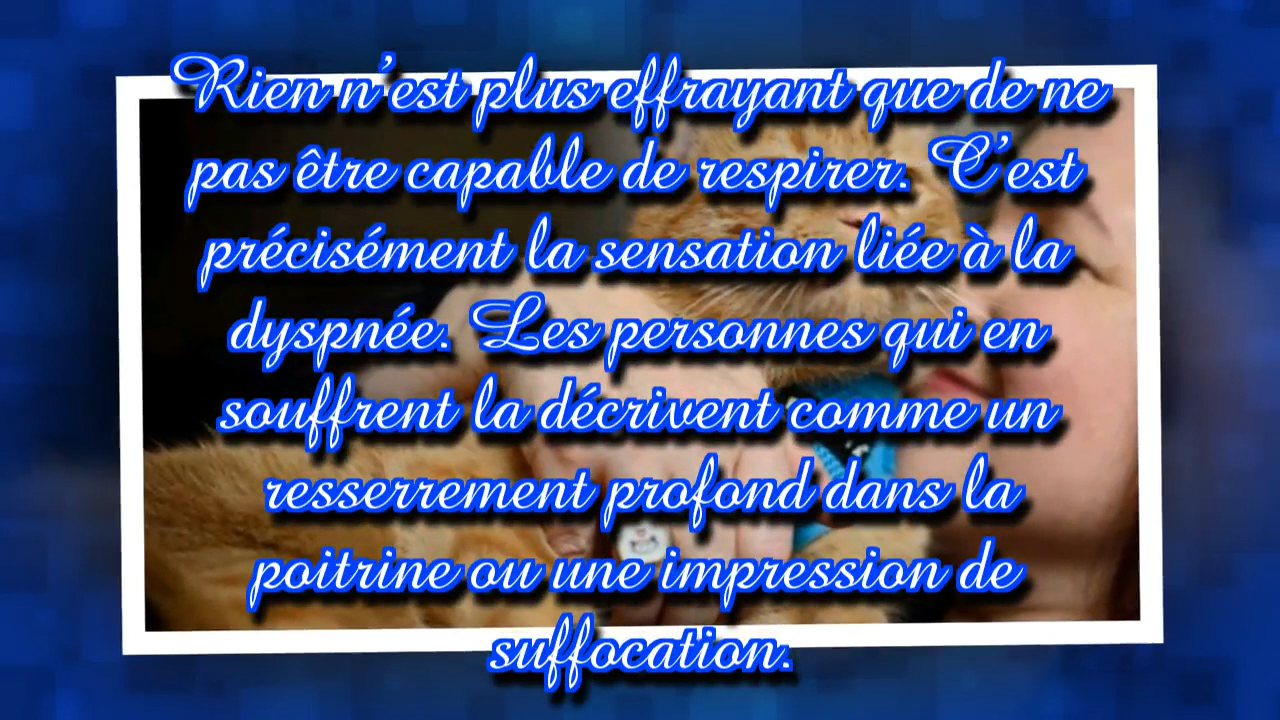 Rien n’est plus effrayant que de ne
pas être capable de respirer. C’est
précisément la sensation liée à la
dyspnée. Les personnes qui en
souffrent la décrivent comme un
resserrement profond dans la
poitrine ou une impression de
suffocation.